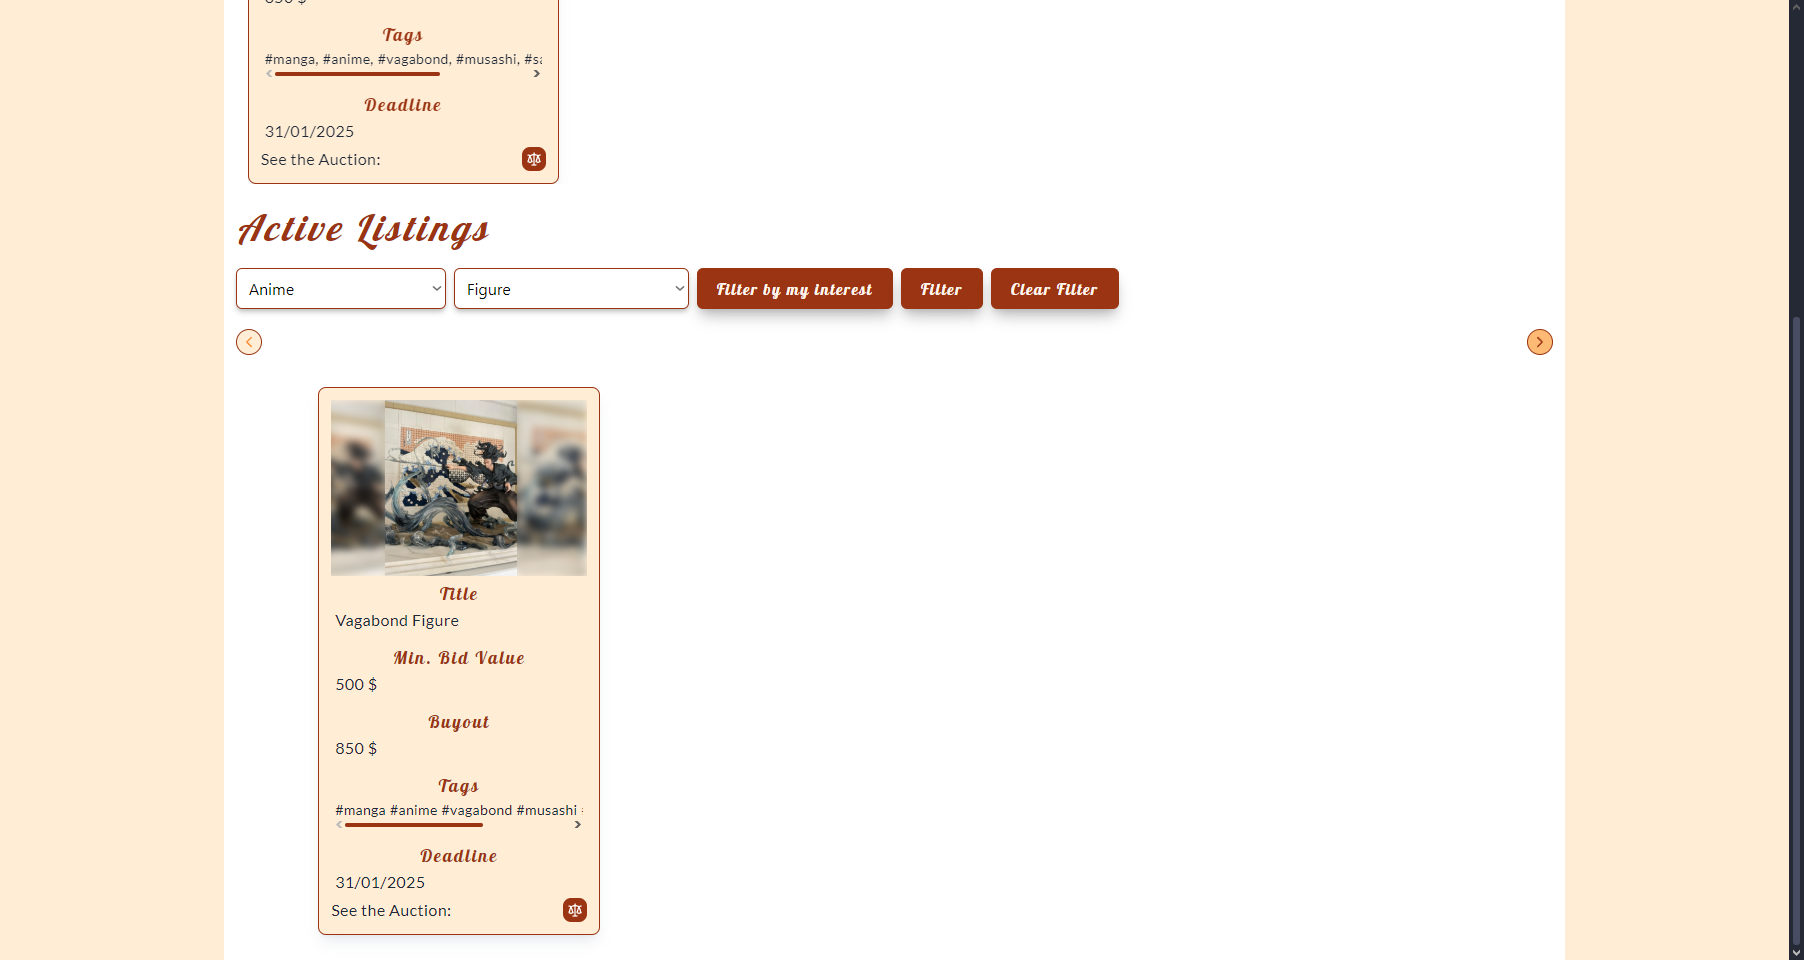 Tags
#manga, #anime, #vagabond, #musashi,
Deadline
31/01/2025
See the Auction:
Active Listings
Anime
Figure
Filter by my interest
Filter
Clear Filter
Title
Vagabond Figure
Min. Bid Value
500 $
Buyout
850 $
Tags
#manga #anime #vagabond #musashi
Deadline
31/01/2025
See the Auction: